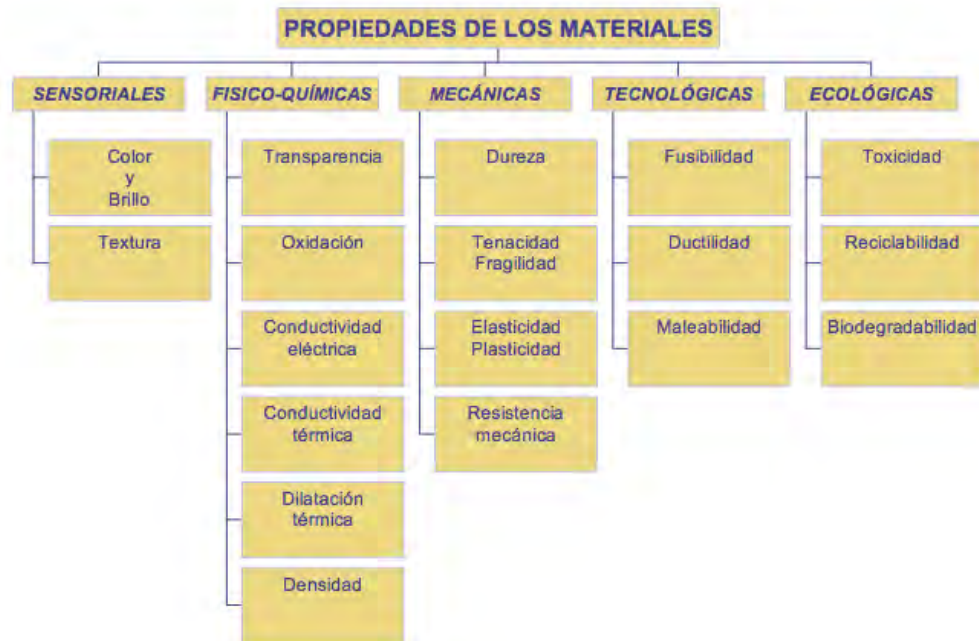 PROPIEDADES DE LOS MATERIALES
SENSORIALES
Color
y
Brillo
Textura
FISICO-QUÍMICAS
Transparencia
Oxidación
Conductividad
eléctrica
Conductividad
térmica
Dilatación
térmica
Densidad
MECÁNICAS
Dureza
Tenacidad
Fragilidad
Elasticidad
Plasticidad
Resistencia
mecánica
TECNOLÓGICAS
Fusibilidad
Ductilidad
Maleabilidad
ECOLÓGICAS
Toxicidad
Reciclabilidad
Biodegradabilidad